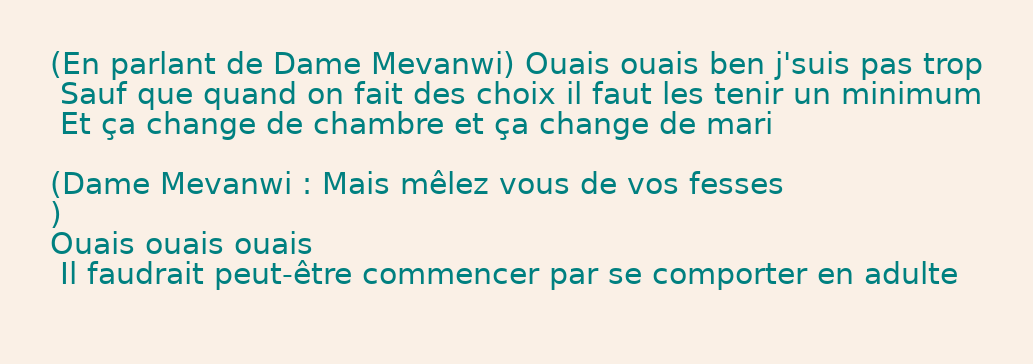 (En parlant de Dame Mevanwi) Ouais ouais ben j'suis pas trop
Sauf que quand on fait des choix il faut les tenir un minimum
Et ça change de chambre et ça change de mari
(Dame Mevanwi : Mais mêlez vous de vos fesses
)
Ouais ouais ouais
Il faudrait peut-être commencer par se comporter en adulte